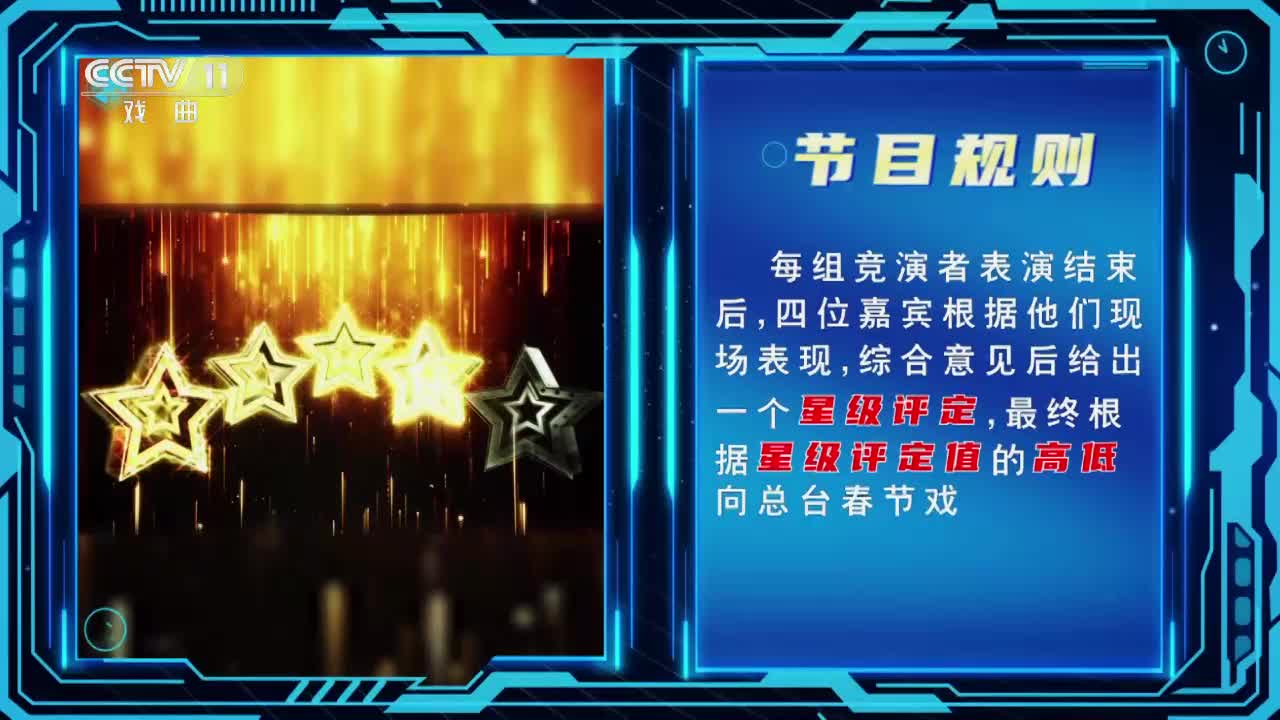 CCTV 11
戏曲
节目规则
每组竞演者表演结束
后,四位嘉宾根据他们现
场表现,综合意见后给出
一个星级评定,最终根
据星级评定值的高低
向总台春节戏